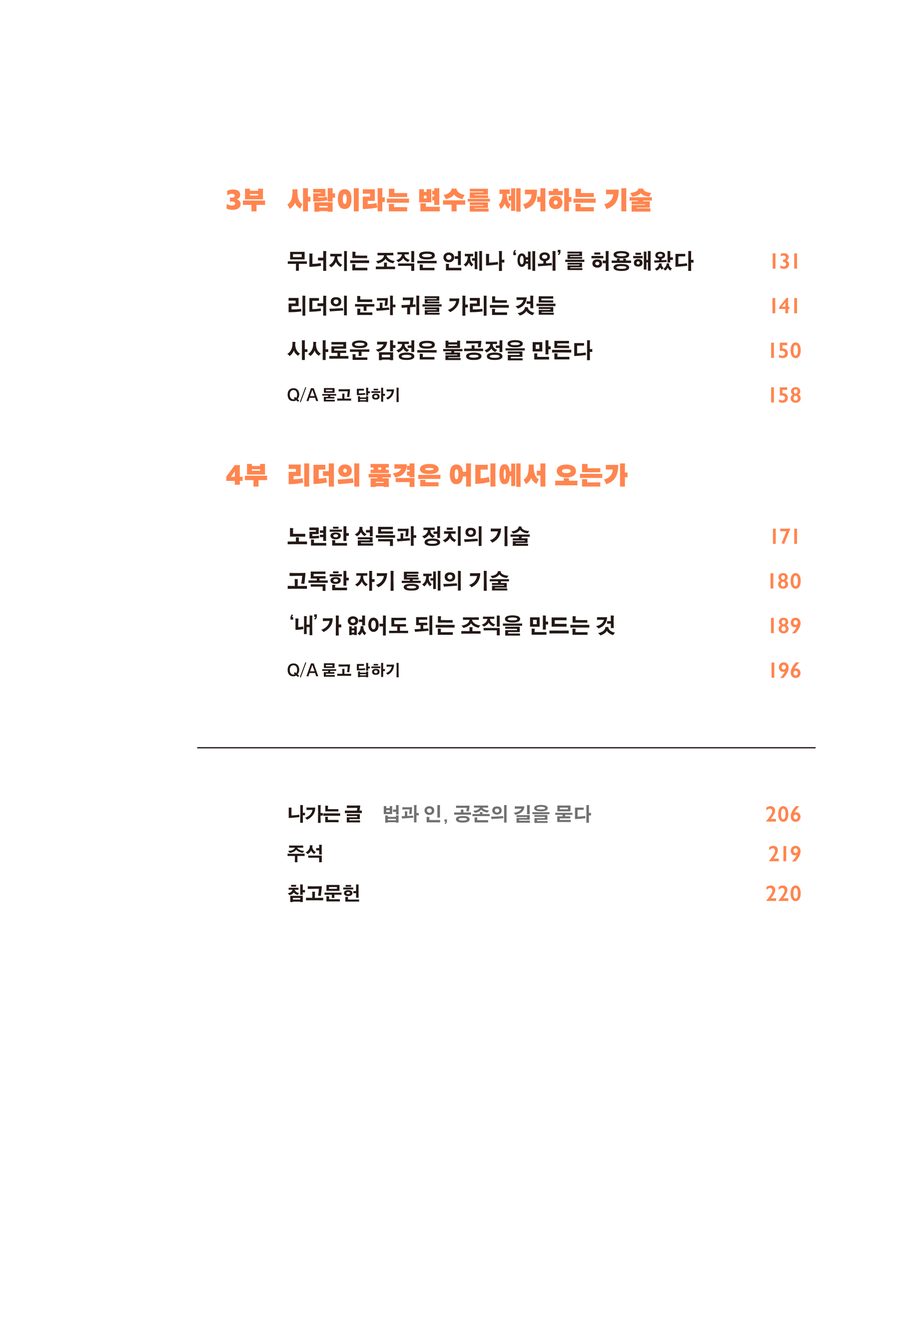 3부 사람이라는 변수를 제거하는 기술
무너지는 조직은 언제나 ‘예외’를 허용해왔다 131
리더의 눈과 귀를 가리는 것들 141
사사로운 감정은 불공정을 만든다 150
Q/A 묻고 답하기 158
4부 리더의 품격은 어디에서 오는가
노련한 설득과 정치의 기술 171
고독한 자기 통제의 기술 180
‘내’가 없어도 되는 조직을 만드는 것 189
Q/A 묻고 답하기 196
나가는 글 법과 인, 공존의 길을 묻다 206
주석 219
참고문헌 220